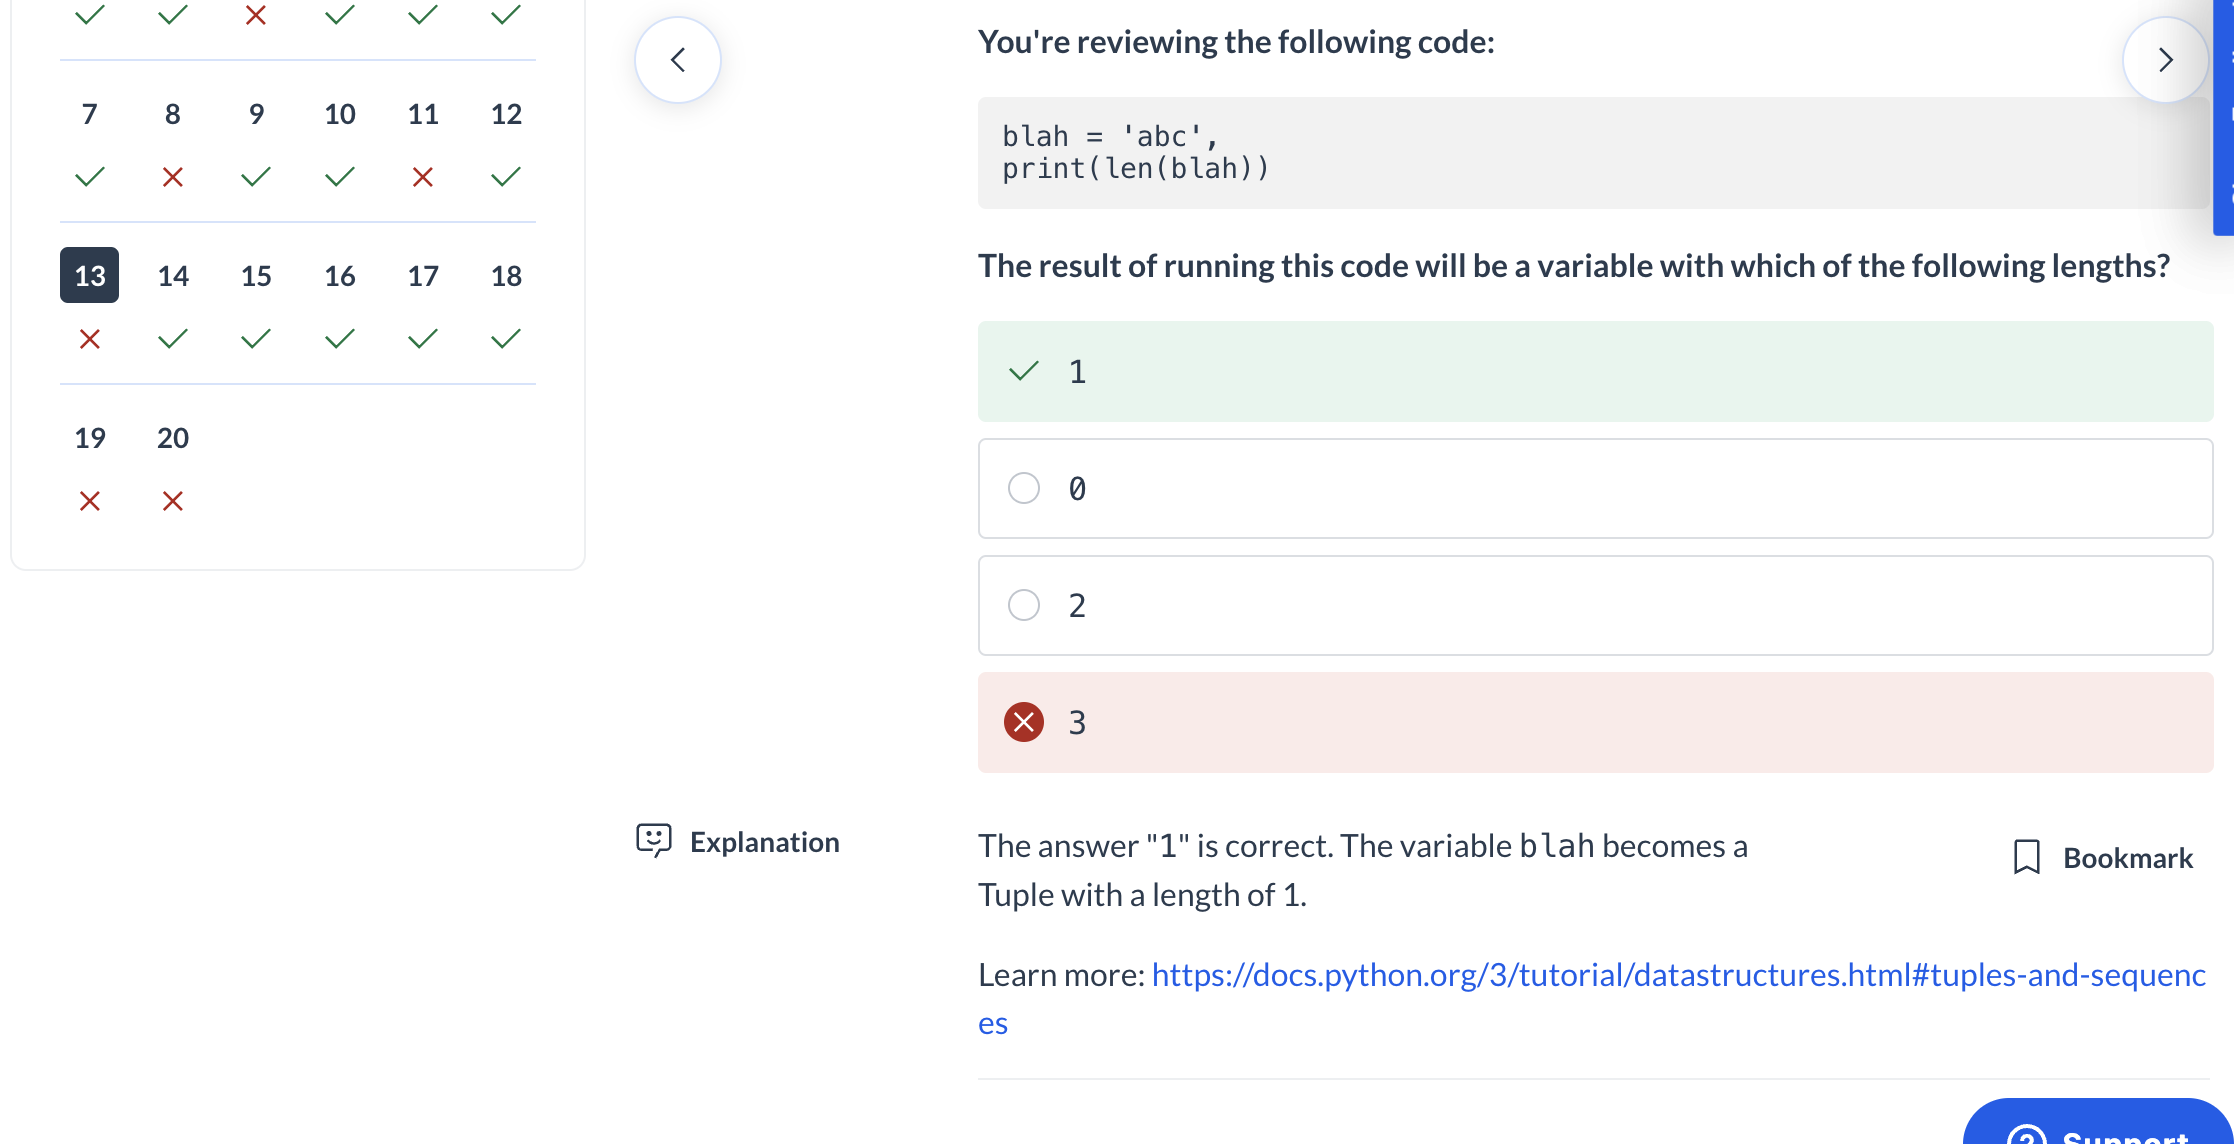 7 8 9 10 11 12
13 14 15 16 17 18
19 20
You're reviewing the following code:
blah = 'abc',
print(len(blah))
The result of running this code will be a variable with which of the following lengths?
1
0
2
3
Explanation
The answer "1" is correct. The variable blah becomes a
Tuple with a length of 1.
Bookmark
Learn more: https://docs.python.org/3/tutorial/datastructures.html#tuples-and-sequenc
es
Support